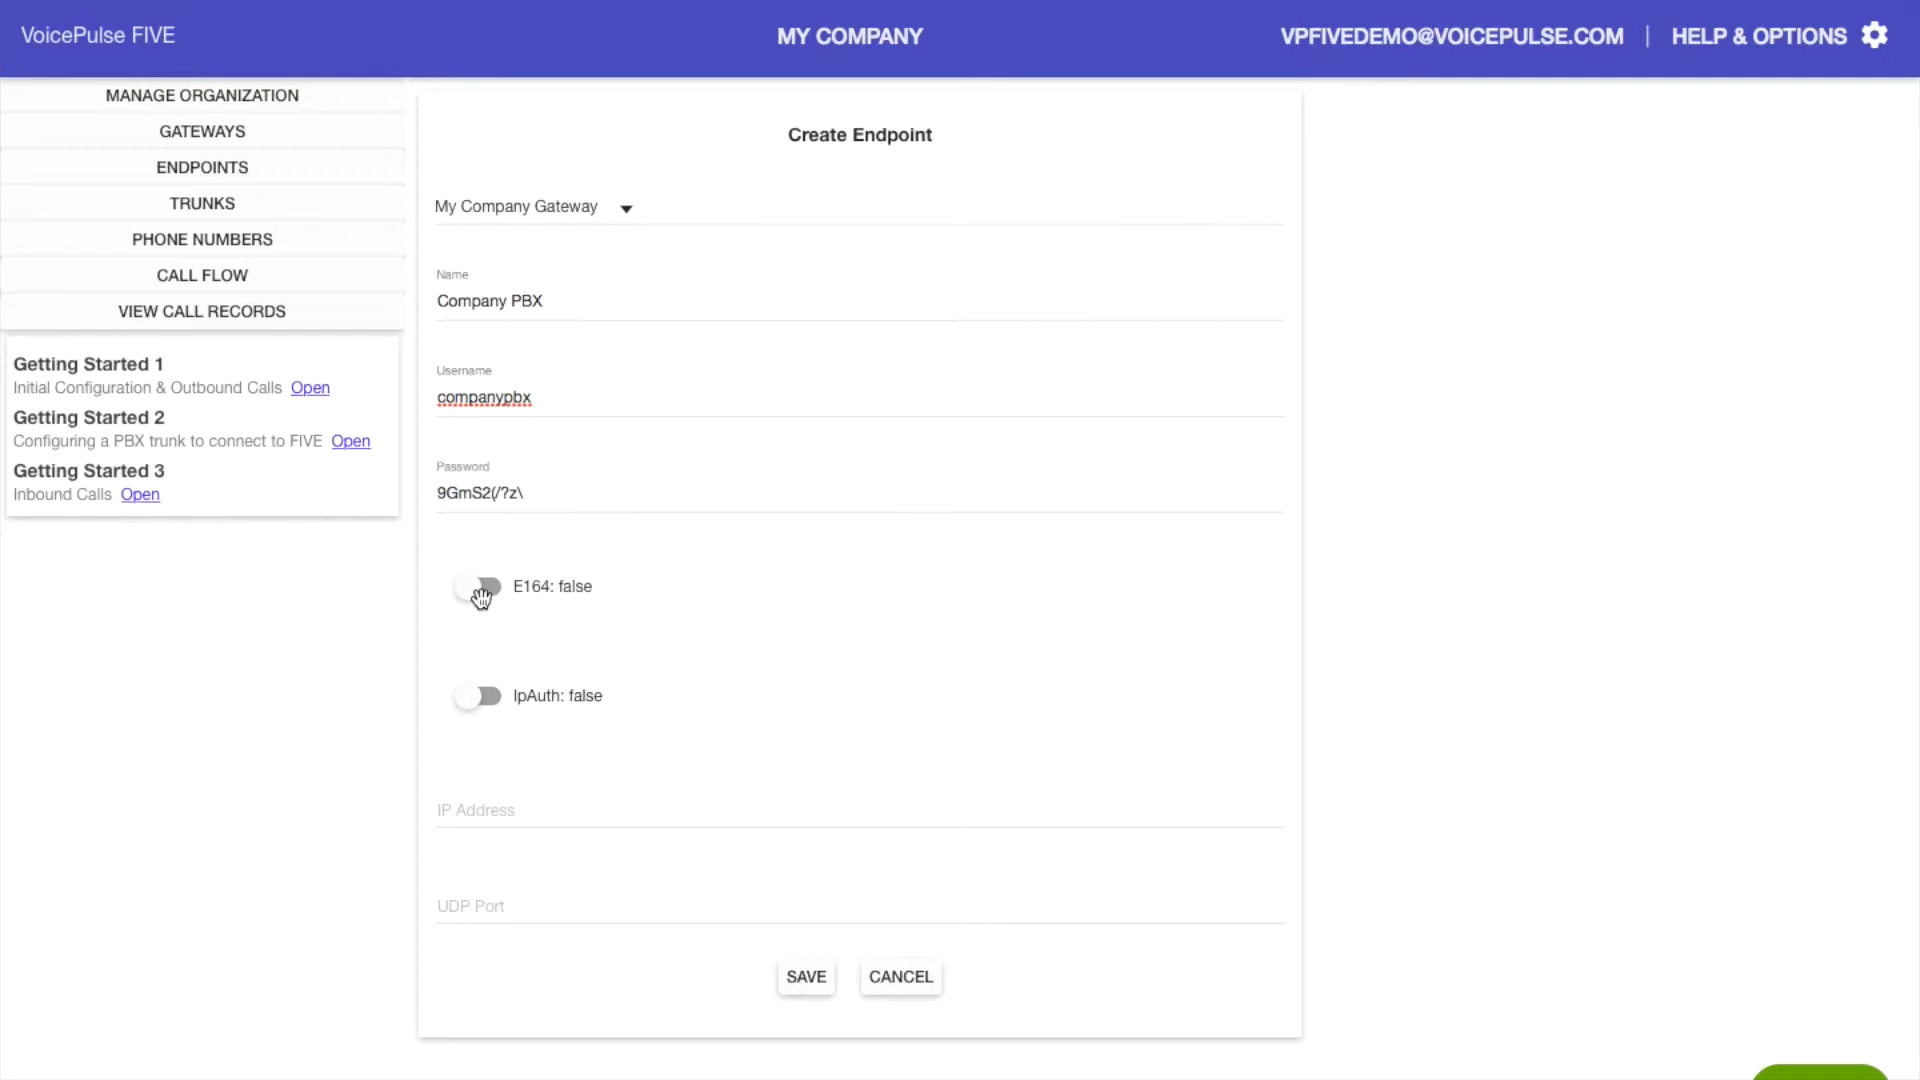 VoicePulse FIVE
MY COMPANY
VPFIVEDEMO@VOICEPULSE.COM | HELP & OPTIONS
MANAGE ORGANIZATION
GATEWAYS
ENDPOINTS
TRUNKS
PHONE NUMBERS
CALL FLOW
VIEW CALL RECORDS
Getting Started 1
Initial Configuration & Outbound Calls Open
Getting Started 2
Configuring a PBX trunk to connect to FIVE Open
Getting Started 3
Inbound Calls Open
Create Endpoint
My Company Gateway
Name
Company PBX
Username
companypbx
Password
9GmS2(/?z\
E164: false
IpAuth: false
IP Address
UDP Port
SAVE CANCEL